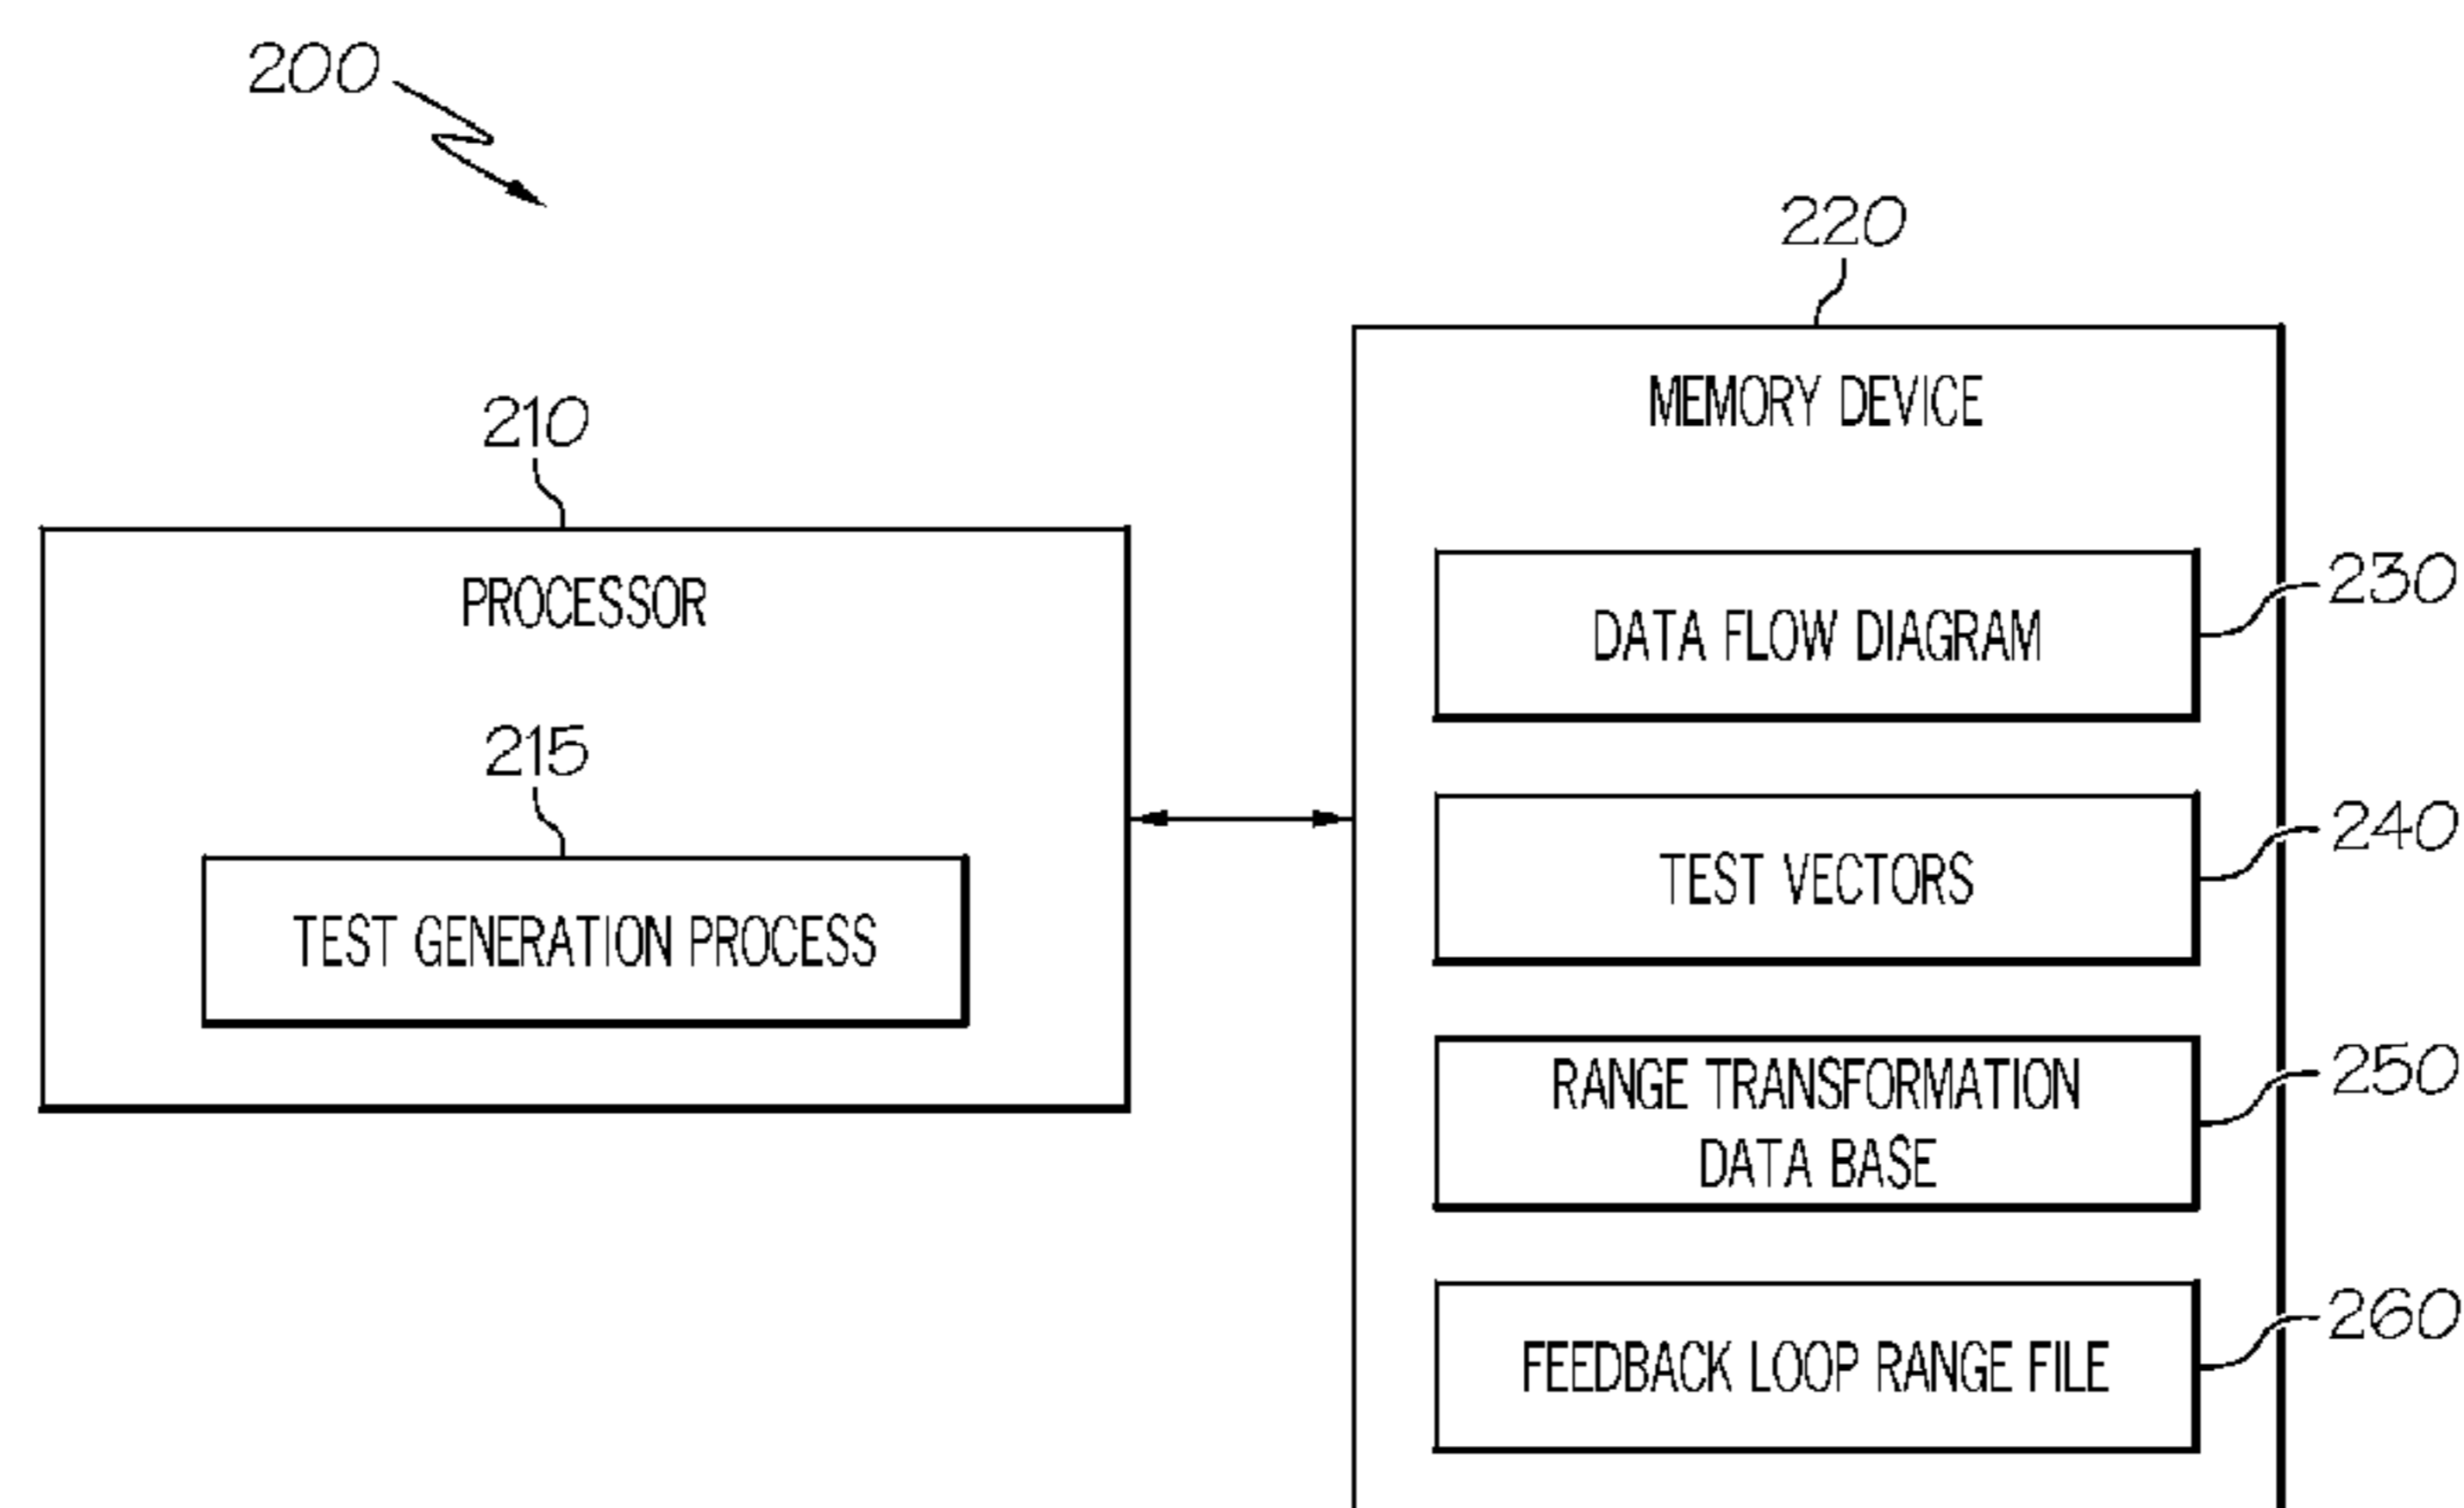 200
220
MEMORY DEVICE
210
PROCESSOR
230
DATA FLOW DIAGRAM
215
TEST GENERATION PROCESS
240
TEST VECTORS
250
RANGE TRANSFORMATION
DATA BASE
260
FEEDBACK LOOP RANGE FILE